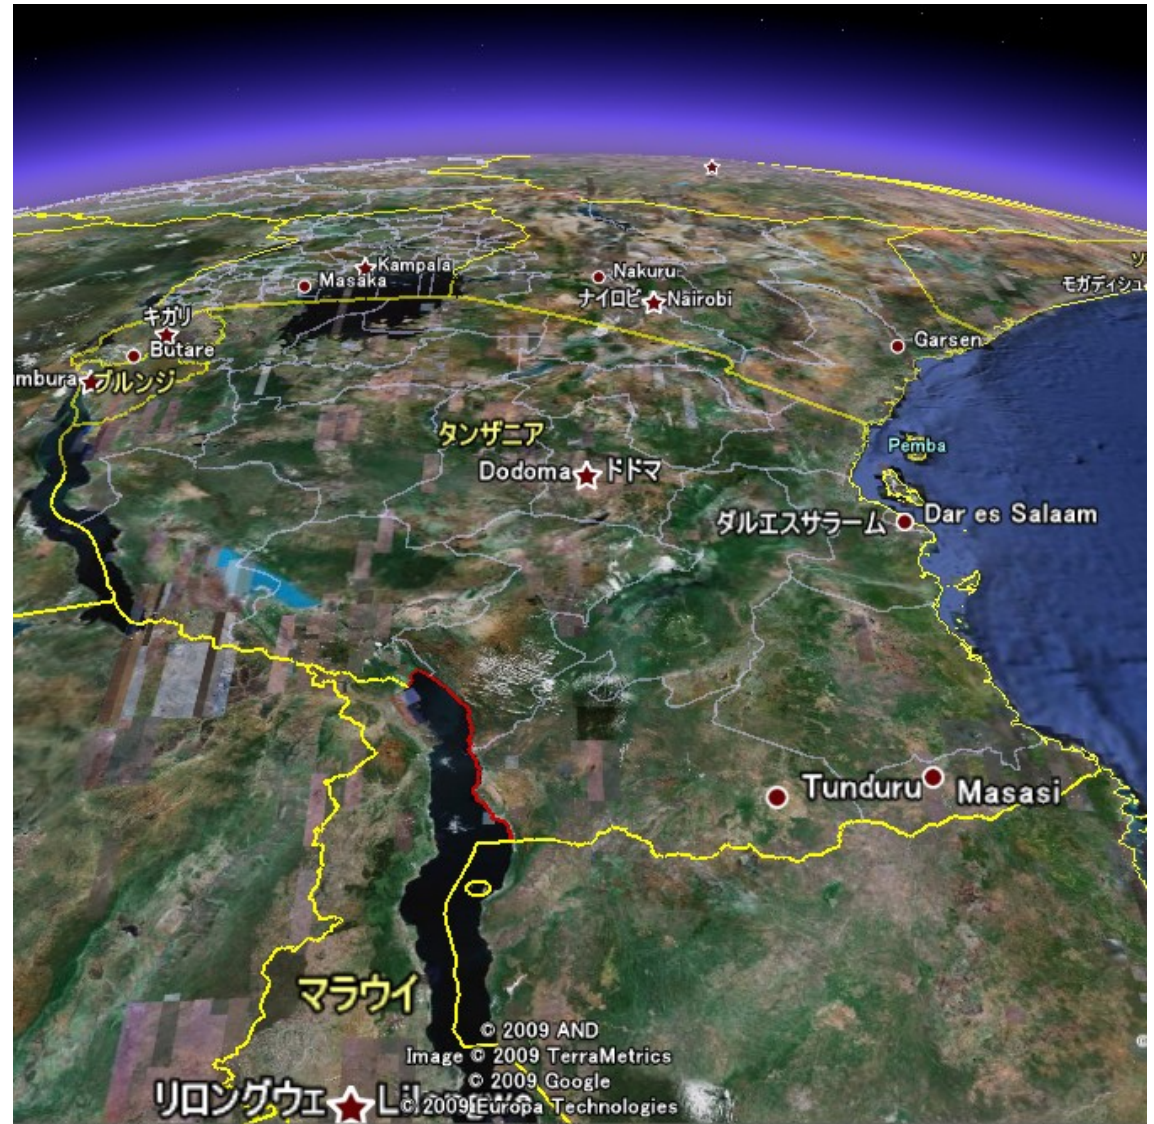 Kampala
Masaka
Nakuru
ナイロビ Nairobi
ソ
モガディシュ
キガリ
Butare
Garsen
mbura ブルンジ
タンザニア
Pemba
Dodoma ドドマ
ダルエスサラーム Dar es Salaam
Tunduru
Masasi
マラウイ
© 2009 AND
Image © 2009 TerraMetrics
© 2009 Google
© 2009 Europa Technologies
リロングウェ